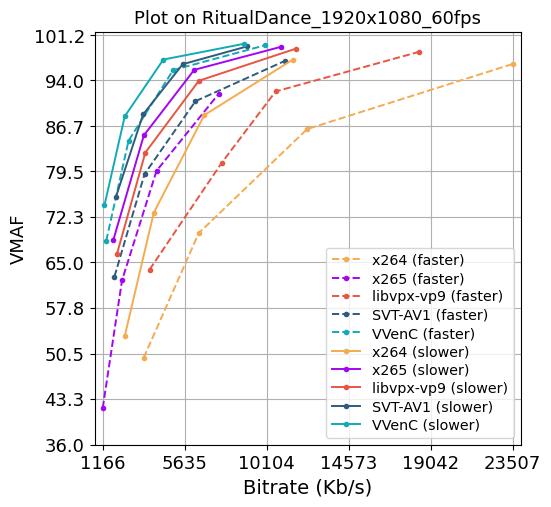 Plot on RitualDance_1920x1080_60fps
101.2
94.0
86.7
79.5
72.3
65.0
57.8
50.5
43.3
36.0
VMAF
x264 (faster)
x265 (faster)
libvpx-vp9 (faster)
SVT-AV1 (faster)
VVenC (faster)
x264 (slower)
x265 (slower)
libvpx-vp9 (slower)
SVT-AV1 (slower)
VVenC (slower)
1166 5635 10104 14573 19042 23507
Bitrate (Kb/s)